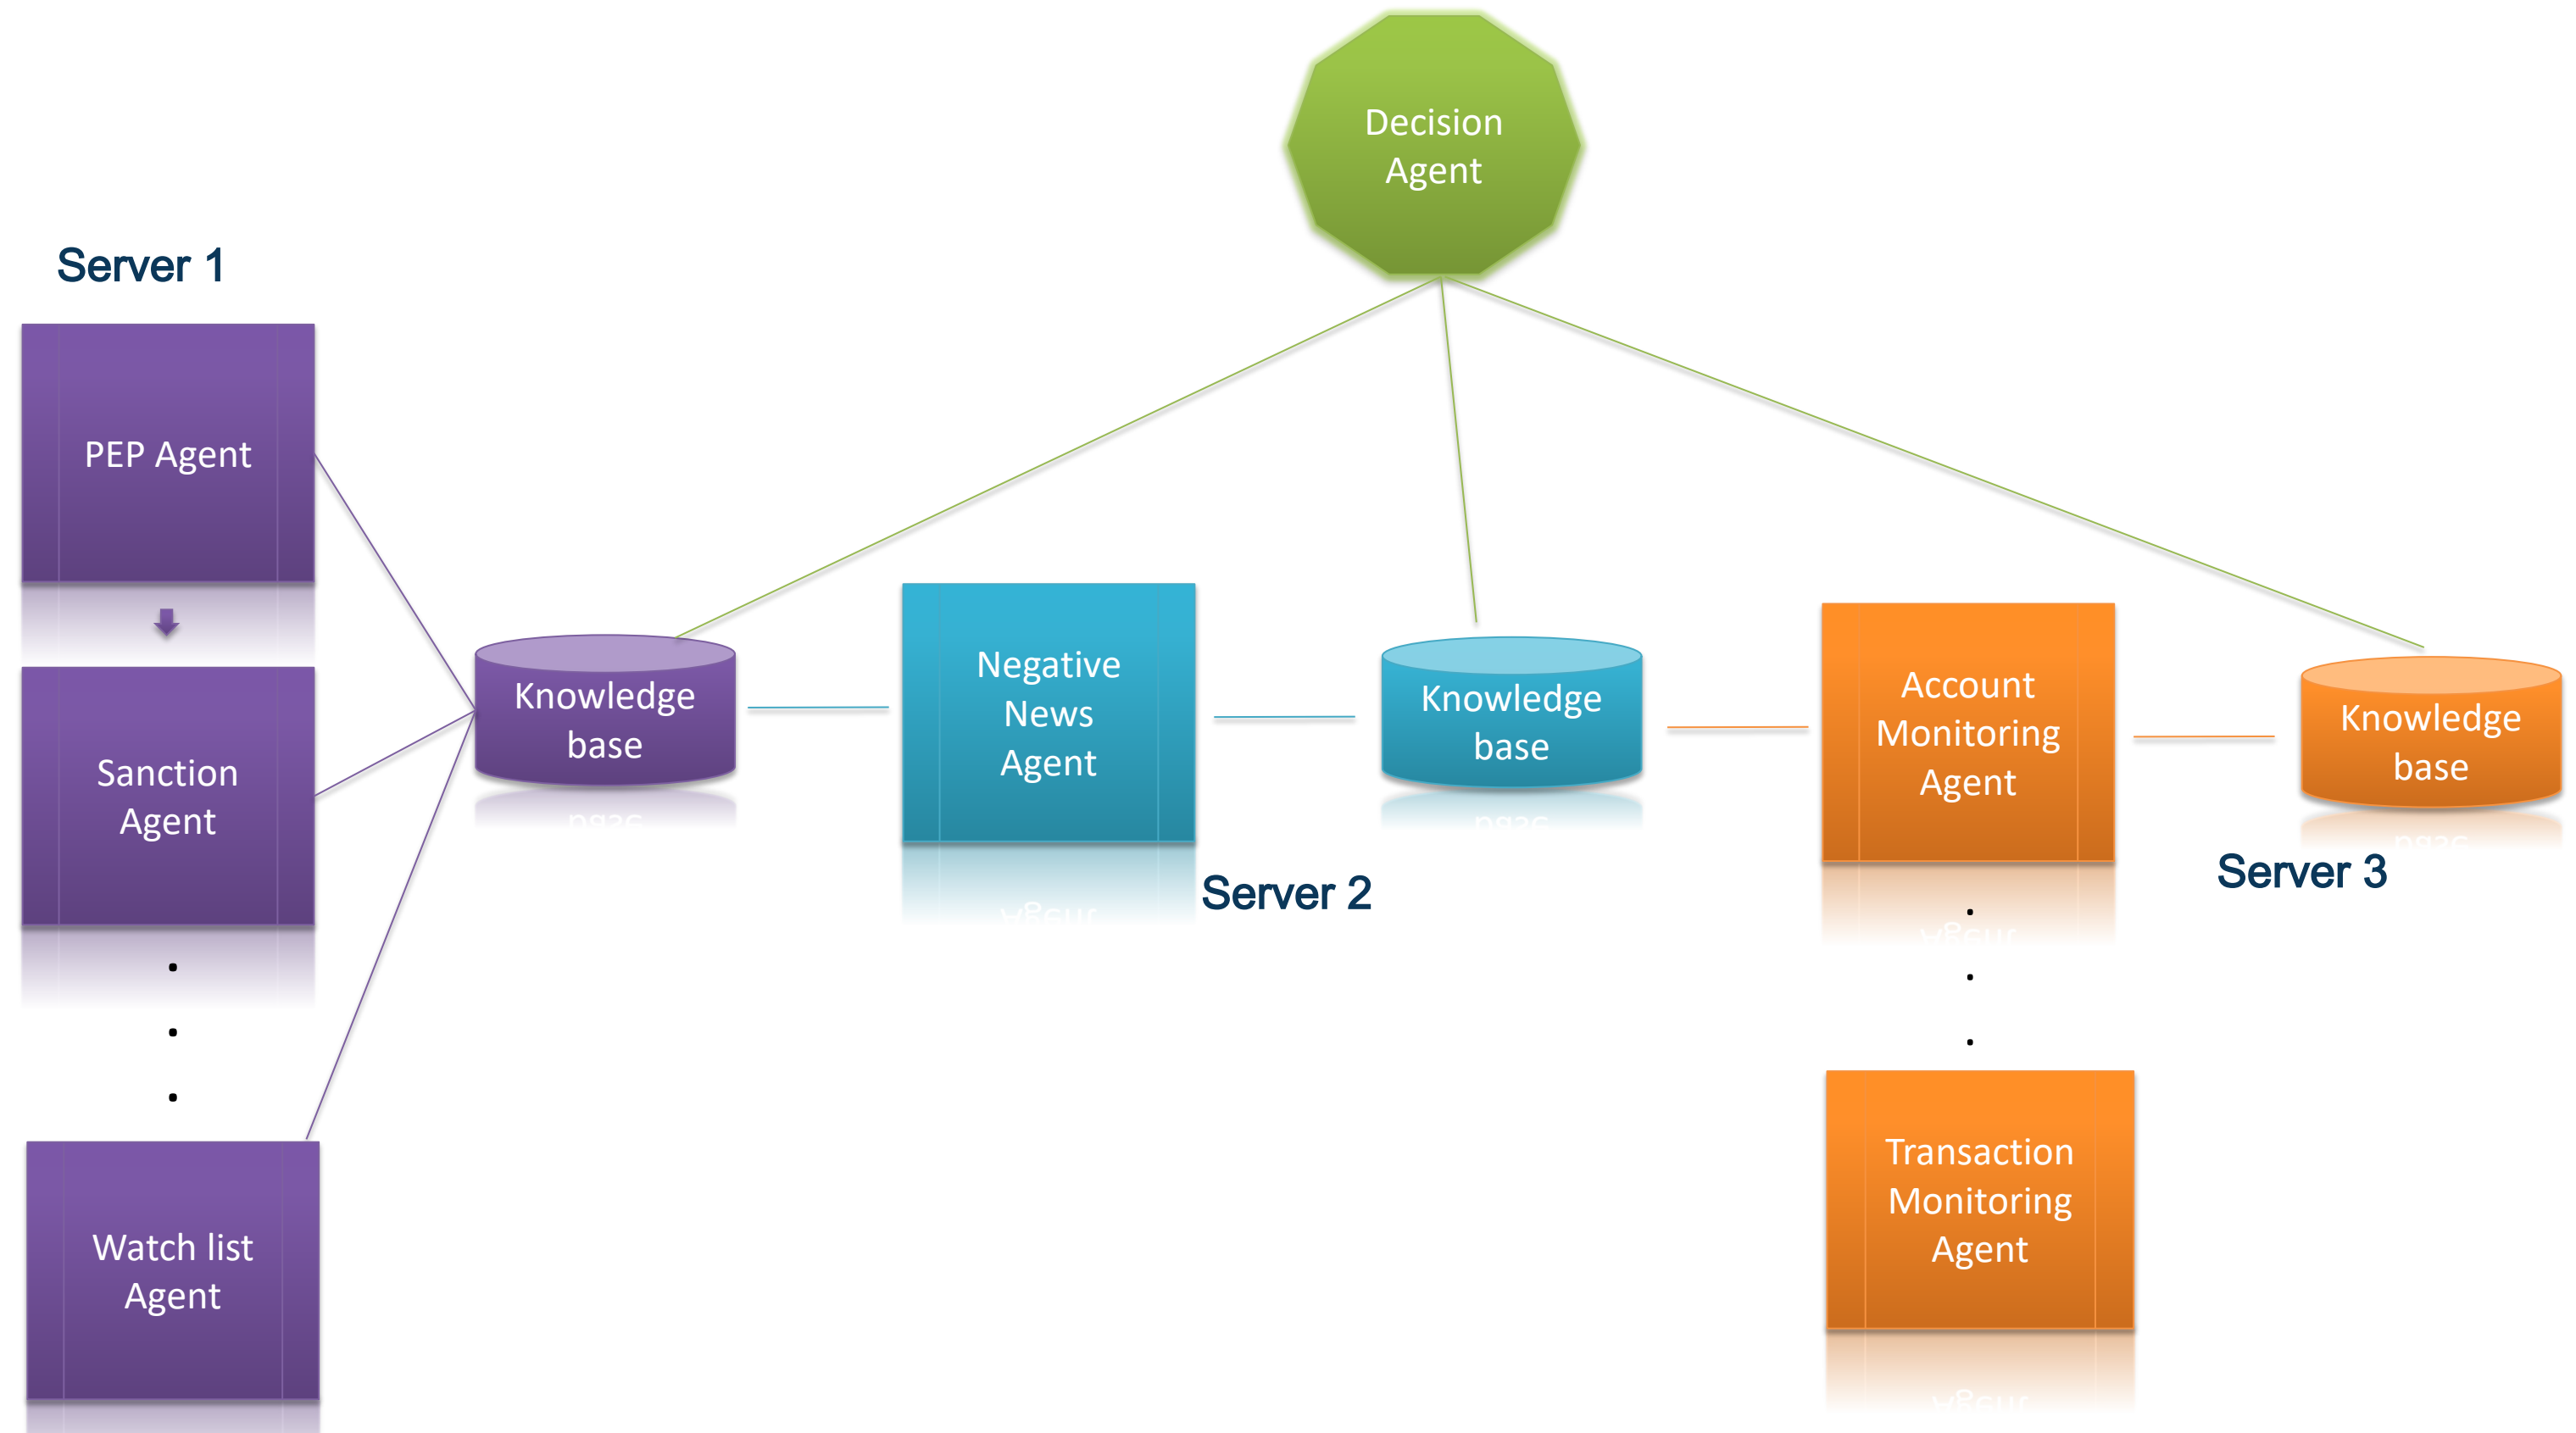 Decision
Agent
Server 1
PEP Agent
Sanction
Agent
.
.
.
Watch list
Agent
Knowledge
base
Negative
News
Agent
Server 2
Knowledge
base
Account
Monitoring
Agent
.
.
.
Transaction
Monitoring
Agent
Knowledge
base
Server 3